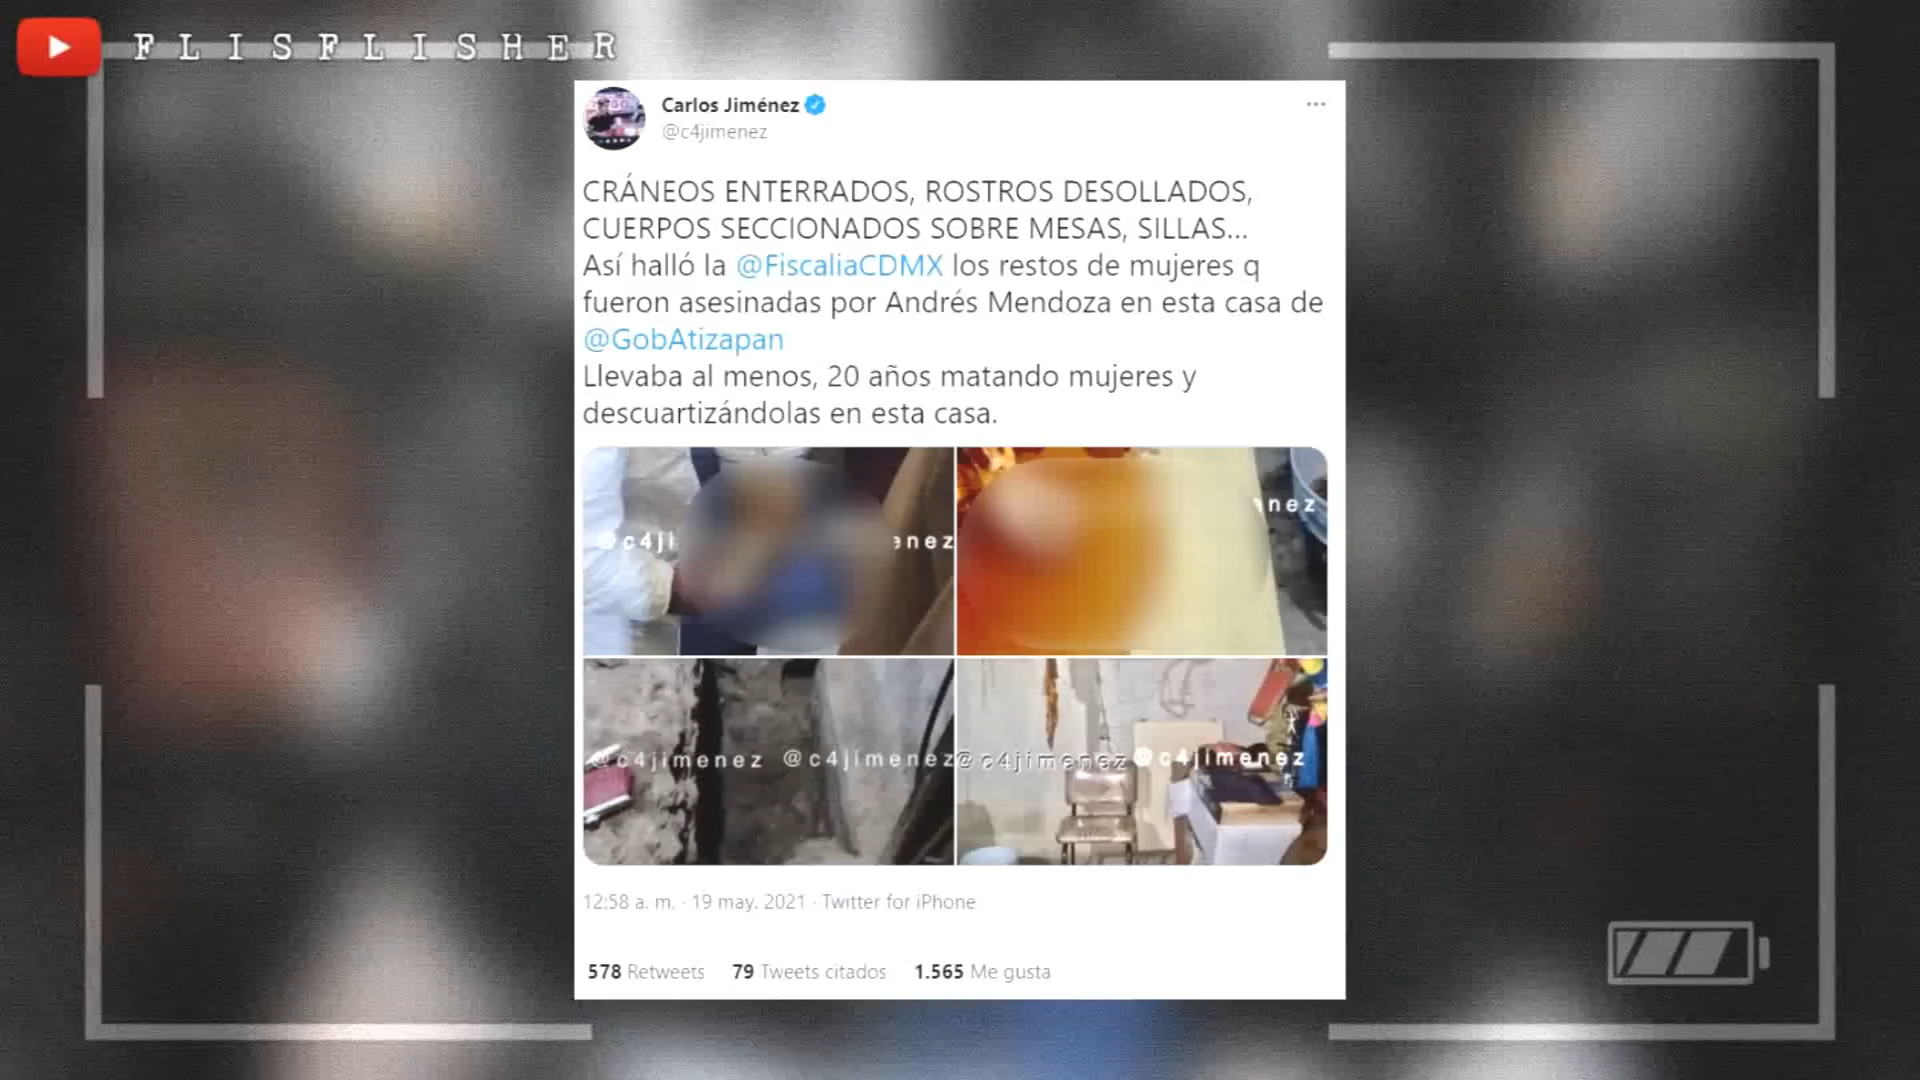 FLISFLISHER
Carlos Jiménez
@c4jimenez
CRÁNEOS ENTERRADOS, ROSTROS DESOLLADOS,
CUERPOS SECCIONADOS SOBRE MESAS, SILLAS...
Así halló la @FiscaliaCDMX los restos de mujeres q
fueron asesinadas por Andrés Mendoza en esta casa de
@GobAtizapan
Llevaba al menos, 20 años matando mujeres y
descuartizándolas en esta casa.
@c4ji enez
nez
@c4jimenez @c4jimenez
@c4jimenez @c4jimenez
12:58 a. m. · 19 may. 2021 · Twitter for iPhone
578 Retweets 79 Tweets citados 1.565 Me gusta